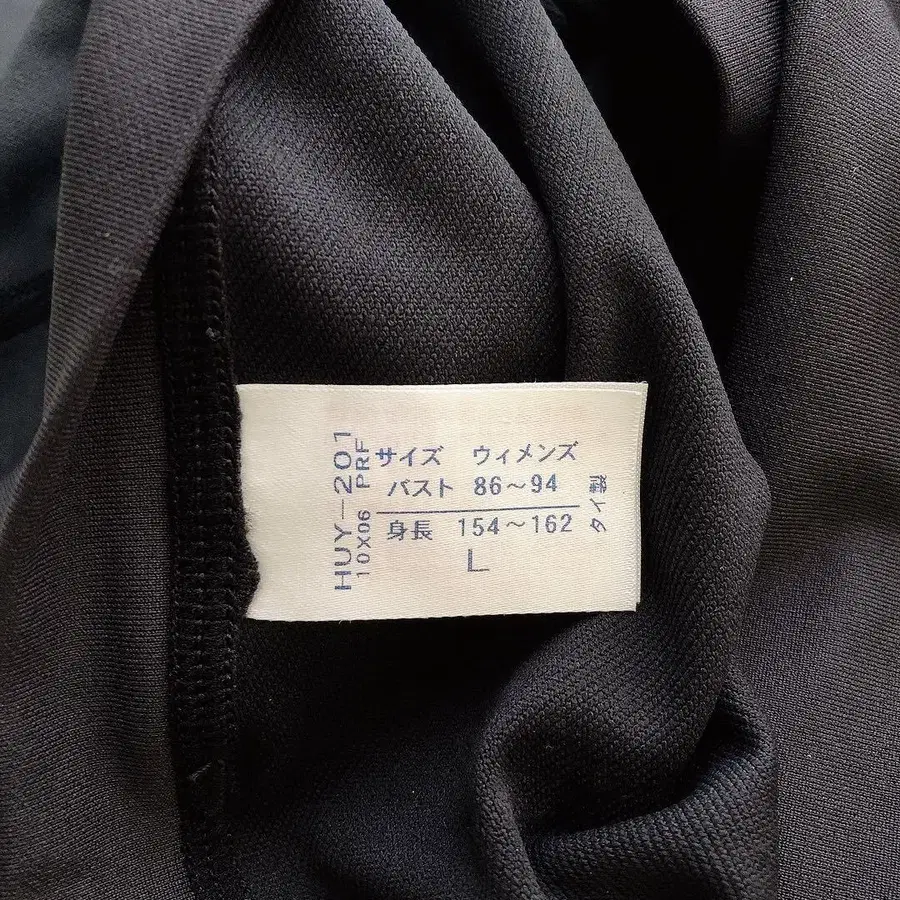 サイズ ウィメンズ
バスト 86～94
身長 154～162
L
HUY-201
10X06 PRF
タイ製